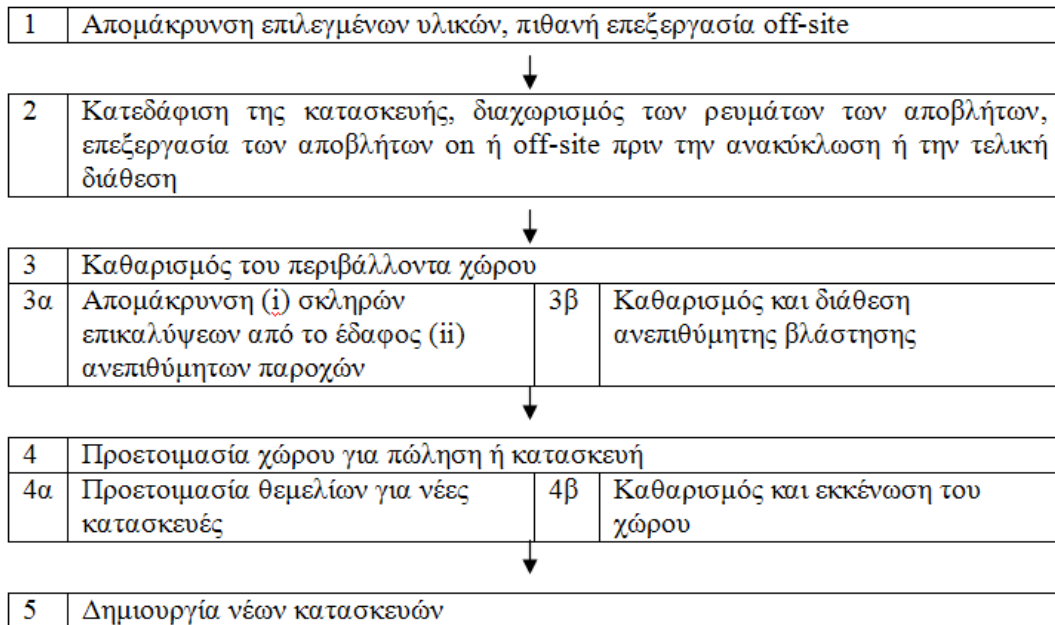 1 Απομάκρυνση επιλεγμένων υλικών, πιθανή επεξεργασία off-site
2 Κατεδάφιση της κατασκευής, διαχωρισμός των ρευμάτων των αποβλήτων,
επεξεργασία των αποβλήτων on ή off-site πριν την ανακύκλωση ή την τελική
διάθεση
3 Καθαρισμός του περιβάλλοντα χώρου
3α Απομάκρυνση (i) σκληρών
επικαλύψεων από το έδαφος (ii)
ανεπιθύμητων παροχών
3β Καθαρισμός και διάθεση
ανεπιθύμητης βλάστησης
4 Προετοιμασία χώρου για πώληση ή κατασκευή
4α Προετοιμασία θεμελίων για νέες
κατασκευές
4β Καθαρισμός και εκκένωση του
χώρου
5 Δημιουργία νέων κατασκευών